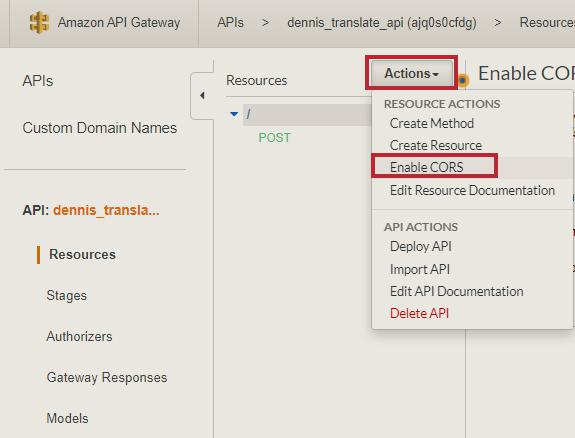 Amazon API Gateway
APIs > dennis_translate_api (ajq0s0cfdg) > Resources
APIs
Custom Domain Names
API: dennis_transla...
Resources
Stages
Authorizers
Gateway Responses
Models
Resources
/
POST
Actions
RESOURCE ACTIONS
Create Method
Create Resource
Enable CORS
Edit Resource Documentation
API ACTIONS
Deploy API
Import API
Edit API Documentation
Delete API
Enable COR